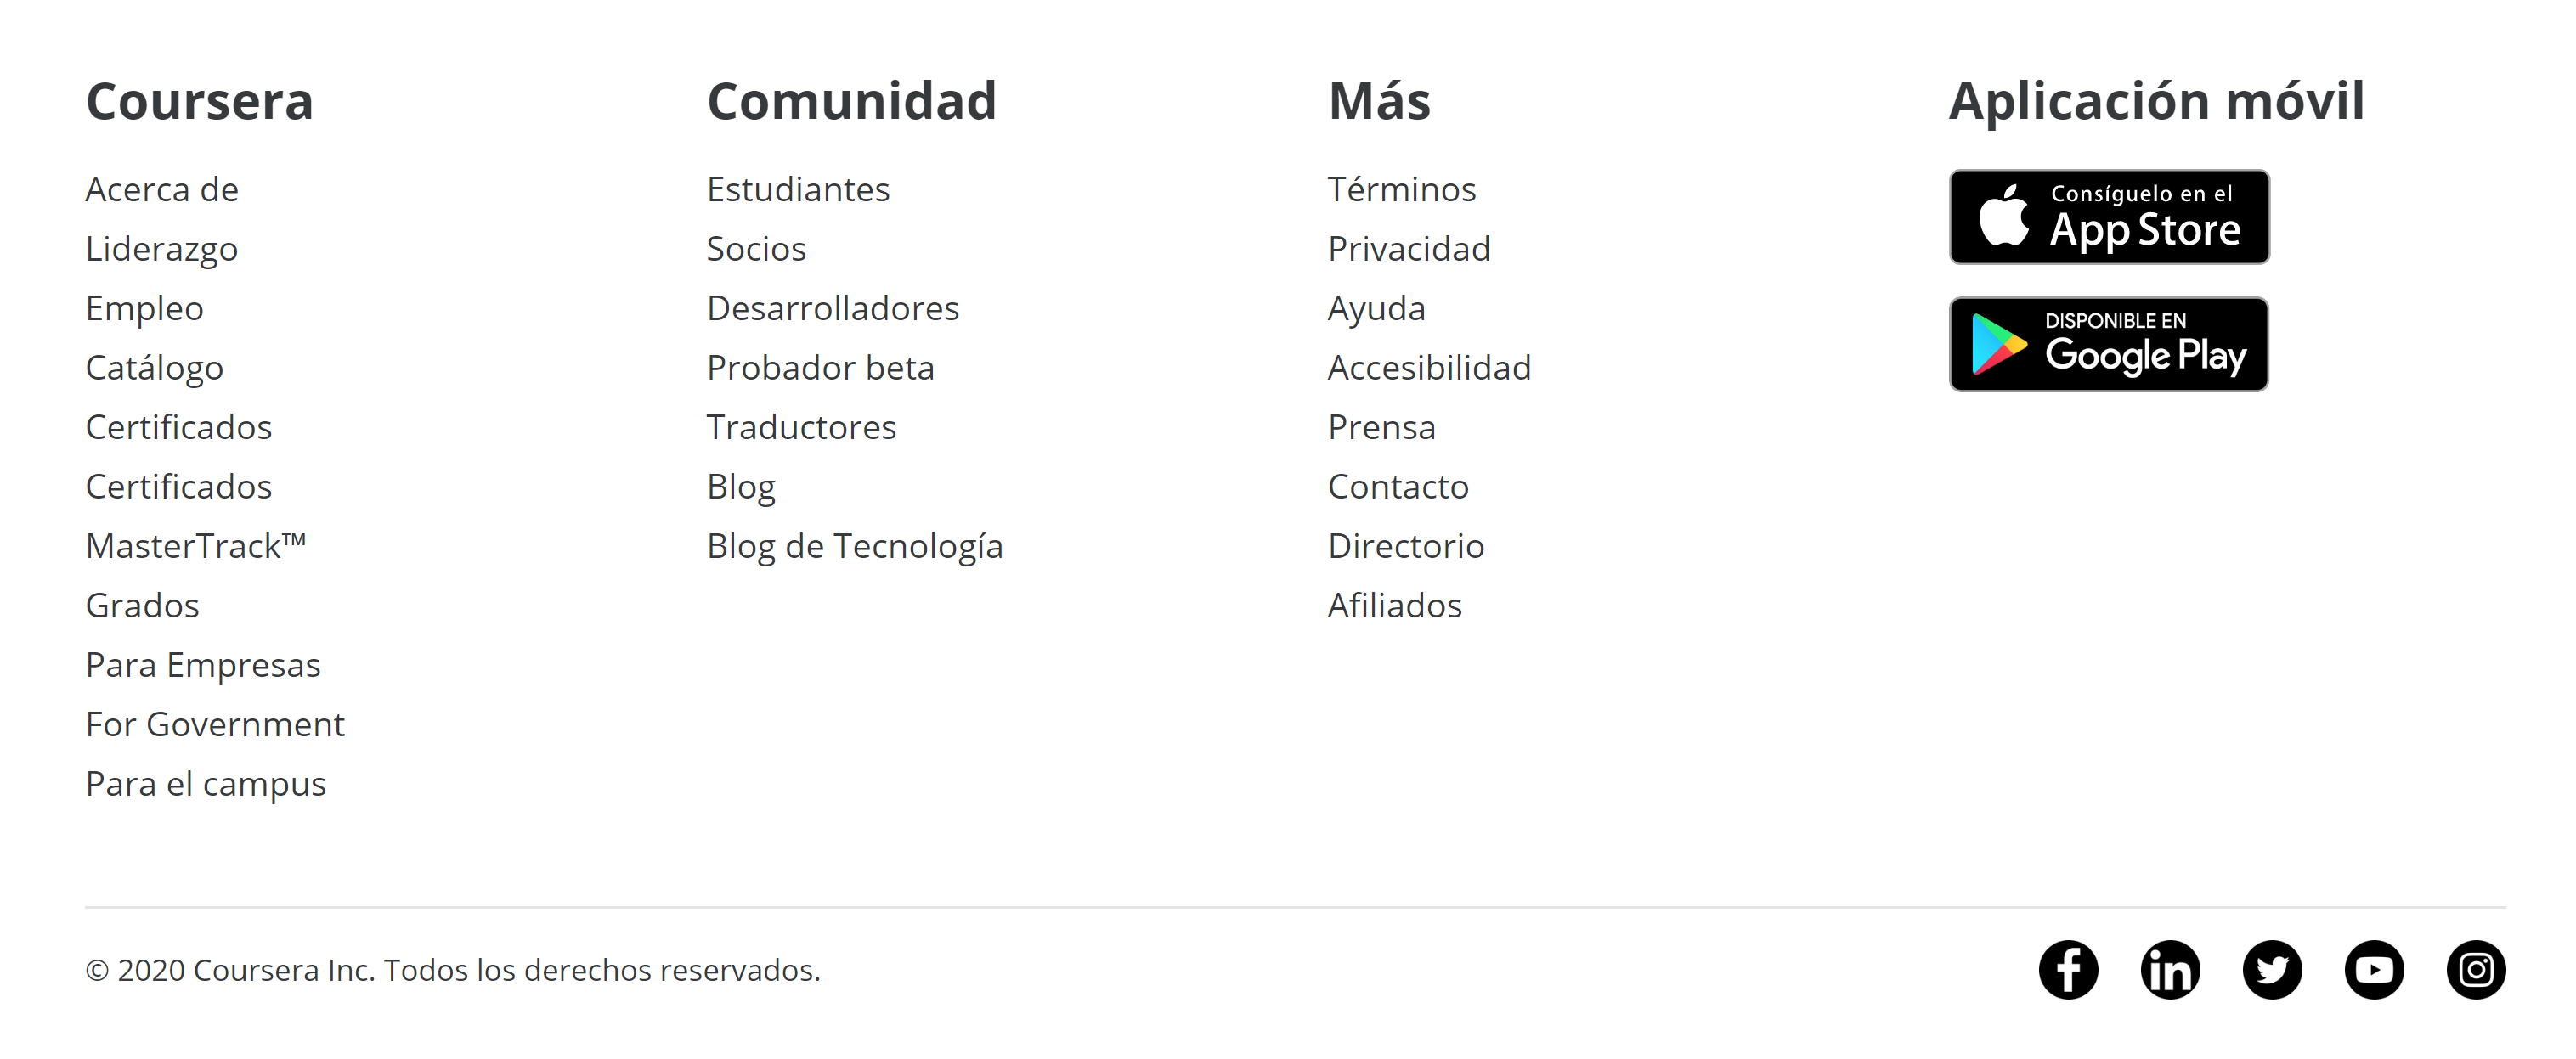 Coursera
Acerca de
Liderazgo
Empleo
Catálogo
Certificados
Certificados
MasterTrack™
Grados
Para Empresas
For Government
Para el campus
Comunidad
Estudiantes
Socios
Desarrolladores
Probador beta
Traductores
Blog
Blog de Tecnología
Más
Términos
Privacidad
Ayuda
Accesibilidad
Prensa
Contacto
Directorio
Afiliados
Aplicación móvil
Consíguelo en el
App Store
DISPONIBLE EN
Google Play
© 2020 Coursera Inc. Todos los derechos reservados.